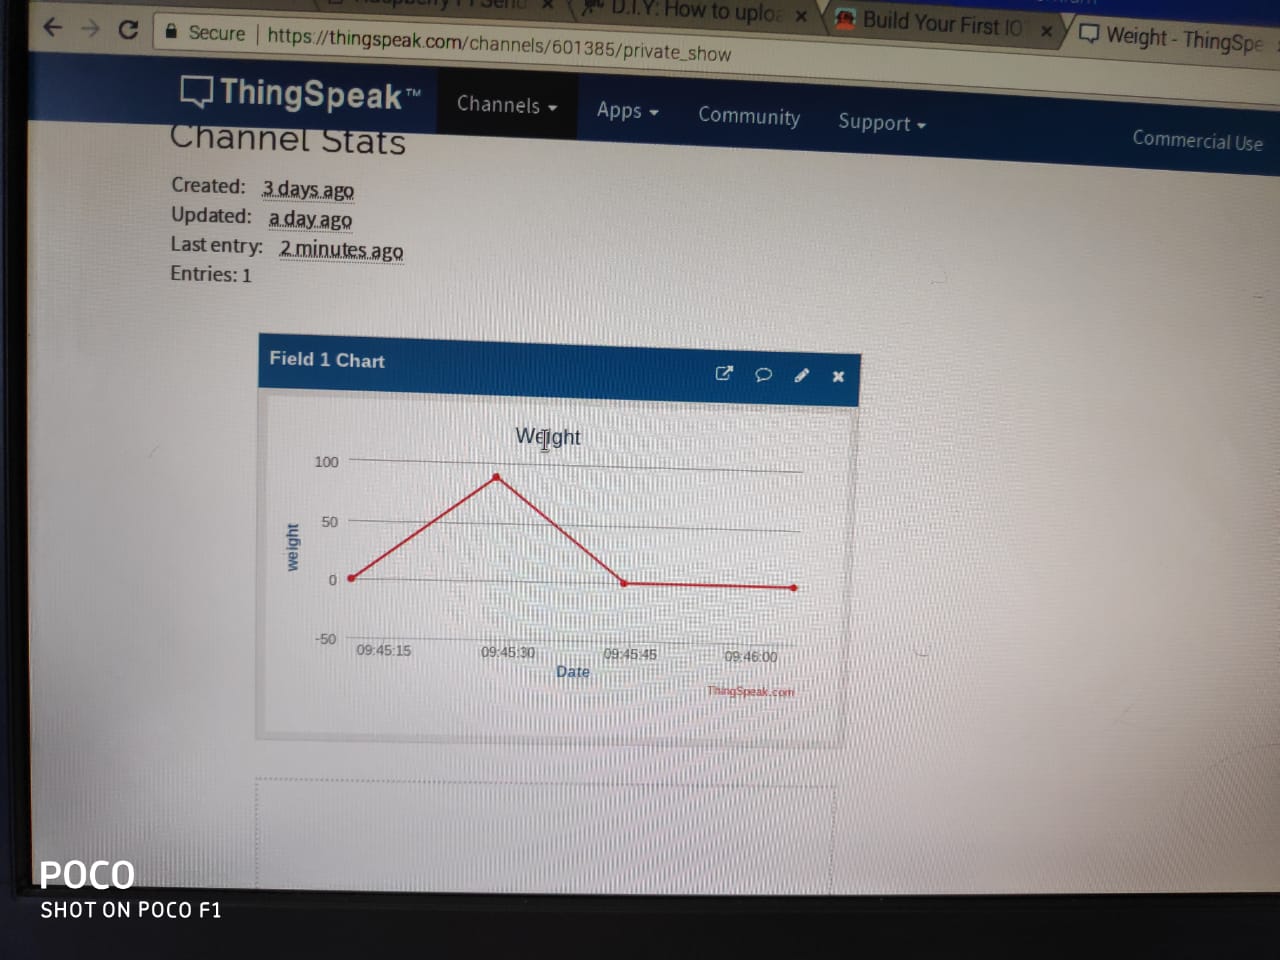 D.I.Y: How to uploa
Build Your First IO
Weight - ThingSpe
Secure | https://thingspeak.com/channels/601385/private_show
ThingSpeak™
Channels
Apps
Community
Support
Commercial Use
Channel Stats
Created: 3 days ago
Updated: a day ago
Last entry: 2 minutes ago
Entries: 1
Field 1 Chart
Weight
100
50
0
-50
weight
09:45:15
09:45:30
09:45:45
09:46:00
Date
ThingSpeak.com
POCO
SHOT ON POCO F1